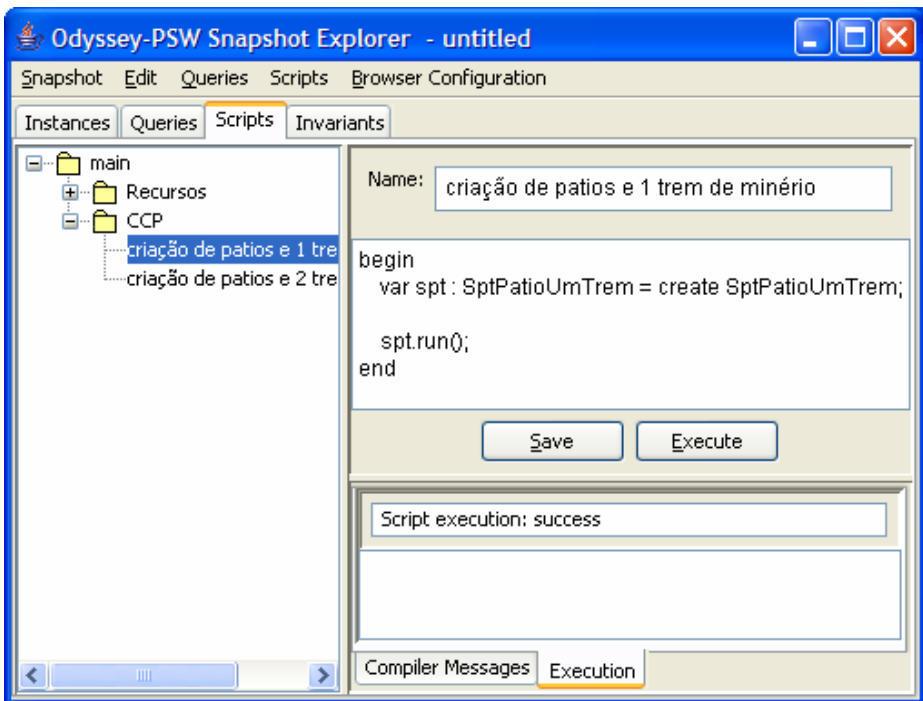 Odyssey-PSW Snapshot Explorer - untitled
Snapshot Edit Queries Scripts Browser Configuration
Instances Queries Scripts Invariants
main
Recursos
CCP
criação de patios e 1 tre
criação de patios e 2 tre
Name: criação de patios e 1 trem de minério
begin
var spt : SptPatioUmTrem = create SptPatioUmTrem;
spt.run();
end
Save Execute
Script execution: success
Compiler Messages Execution